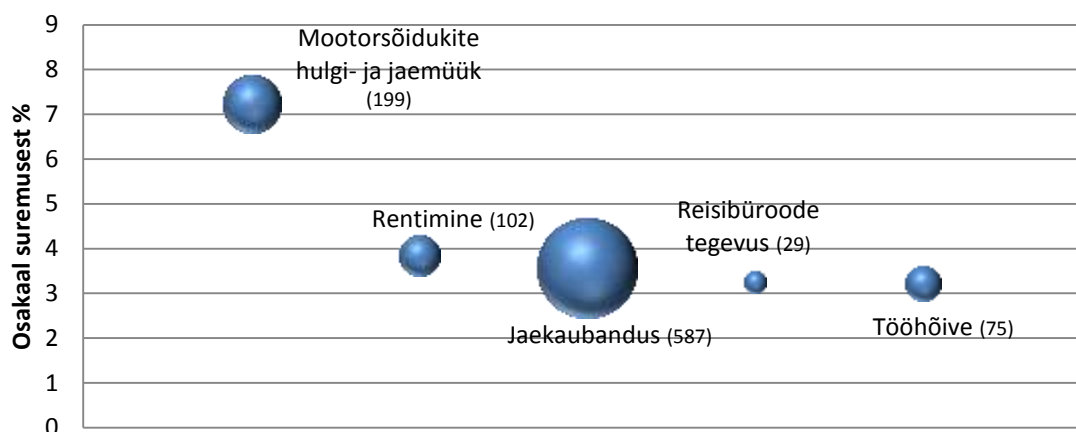 Osakaal suremusest %
9
8
7
6
5
4
3
2
1
0
Mootorsõidukite
hulgi- ja jaemüük
(199)
Rentimine (102)
Jaekaubandus (587)
Reisibüroode
tegevus (29)
Tööhõive (75)